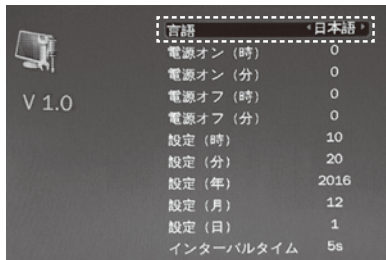 言語 日本語
電源オン (時) 0
電源オン (分) 0
電源オフ (時) 0
電源オフ (分) 0
設定 (時) 10
設定 (分) 20
設定 (年) 2016
設定 (月) 12
設定 (日) 1
インターバルタイム 5s
V 1.0